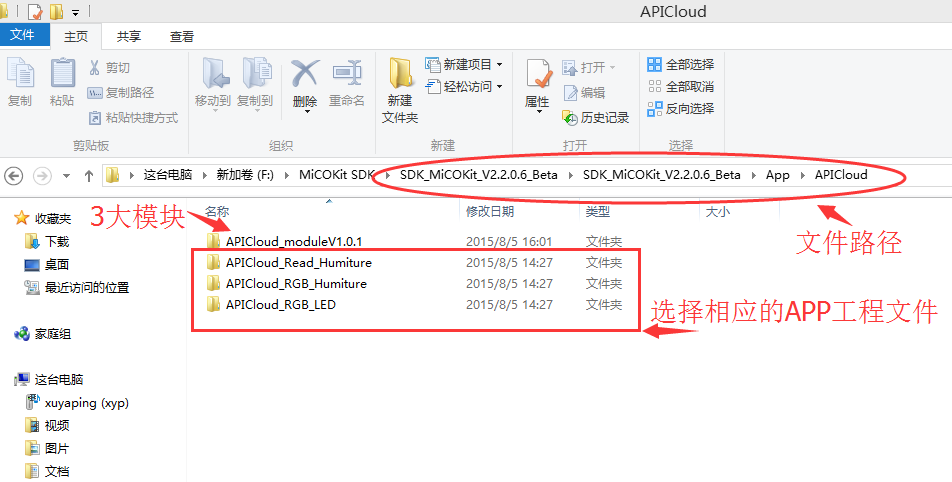 APICloud
文件 主页 共享 查看
复制 粘贴 剪切 移动到 复制到 删除 重命名 新建文件夹 新建项目 属性 打开 全部选择
复制路径 轻松访问 编辑 全部取消
粘贴快捷方式 历史记录 反向选择
剪贴板 组织 新建 打开 选择
这台电脑 新加卷 (F:) MiCOKit SDK SDK_MiCOKit_V2.2.0.6_Beta SDK_MiCOKit_V2.2.0.6_Beta App APICloud
名称 修改日期 类型 大小
3大模块
文件路径
APICloud_moduleV1.0.1 2015/8/5 16:01 文件夹
APICloud_Read_Humiture 2015/8/5 14:27 文件夹
APICloud_RGB_Humiture 2015/8/5 14:27 文件夹
APICloud_RGB_LED 2015/8/5 14:27 文件夹
选择相应的APP工程文件
收藏夹
下载
桌面
最近访问的位置
家庭组
这台电脑
xuyaping (xyp)
视频
图片
文档